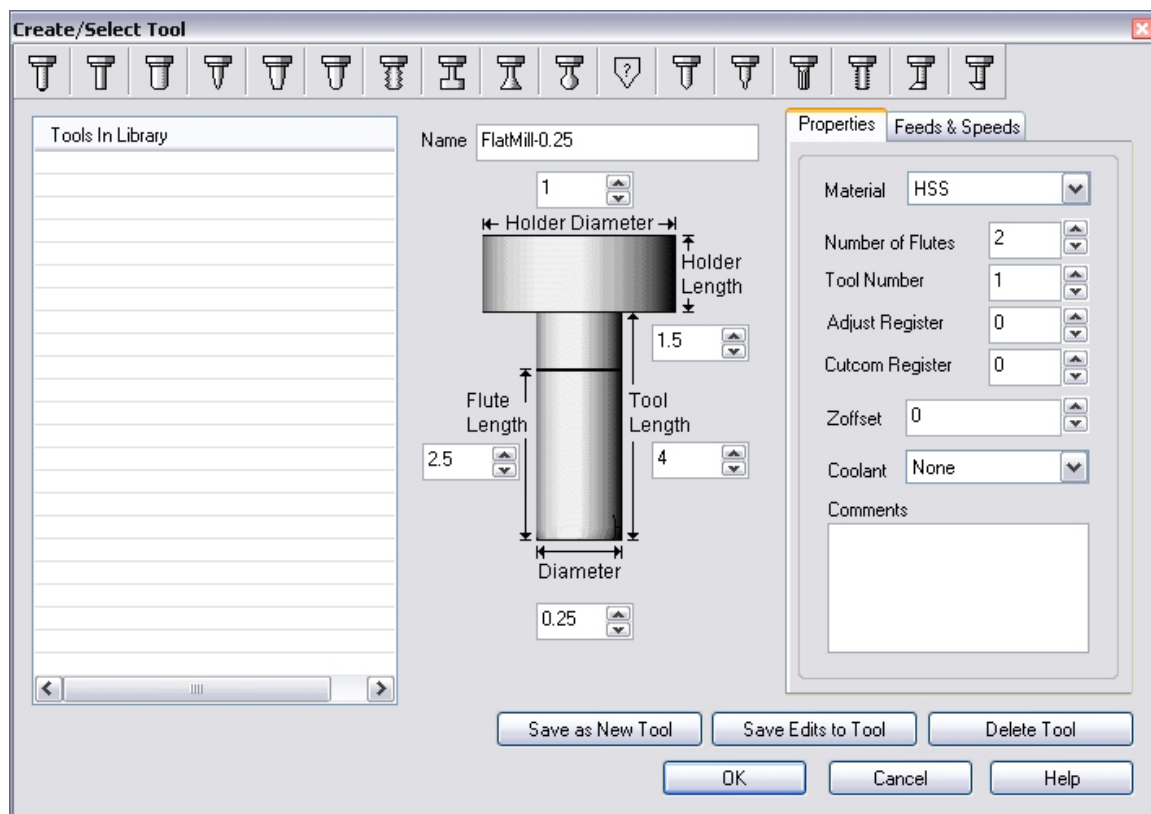 Create/Select Tool
?
Tools In Library
Name
FlatMill-0.25
1
Holder Diameter
Holder
Length
1.5
Flute
Length
2.5
Tool
Length
4
Diameter
0.25
Properties
Feeds & Speeds
Material
HSS
Number of Flutes
2
Tool Number
1
Adjust Register
0
Cutcom Register
0
Zoffset
0
Coolant
None
Comments
Save as New Tool
Save Edits to Tool
Delete Tool
OK
Cancel
Help